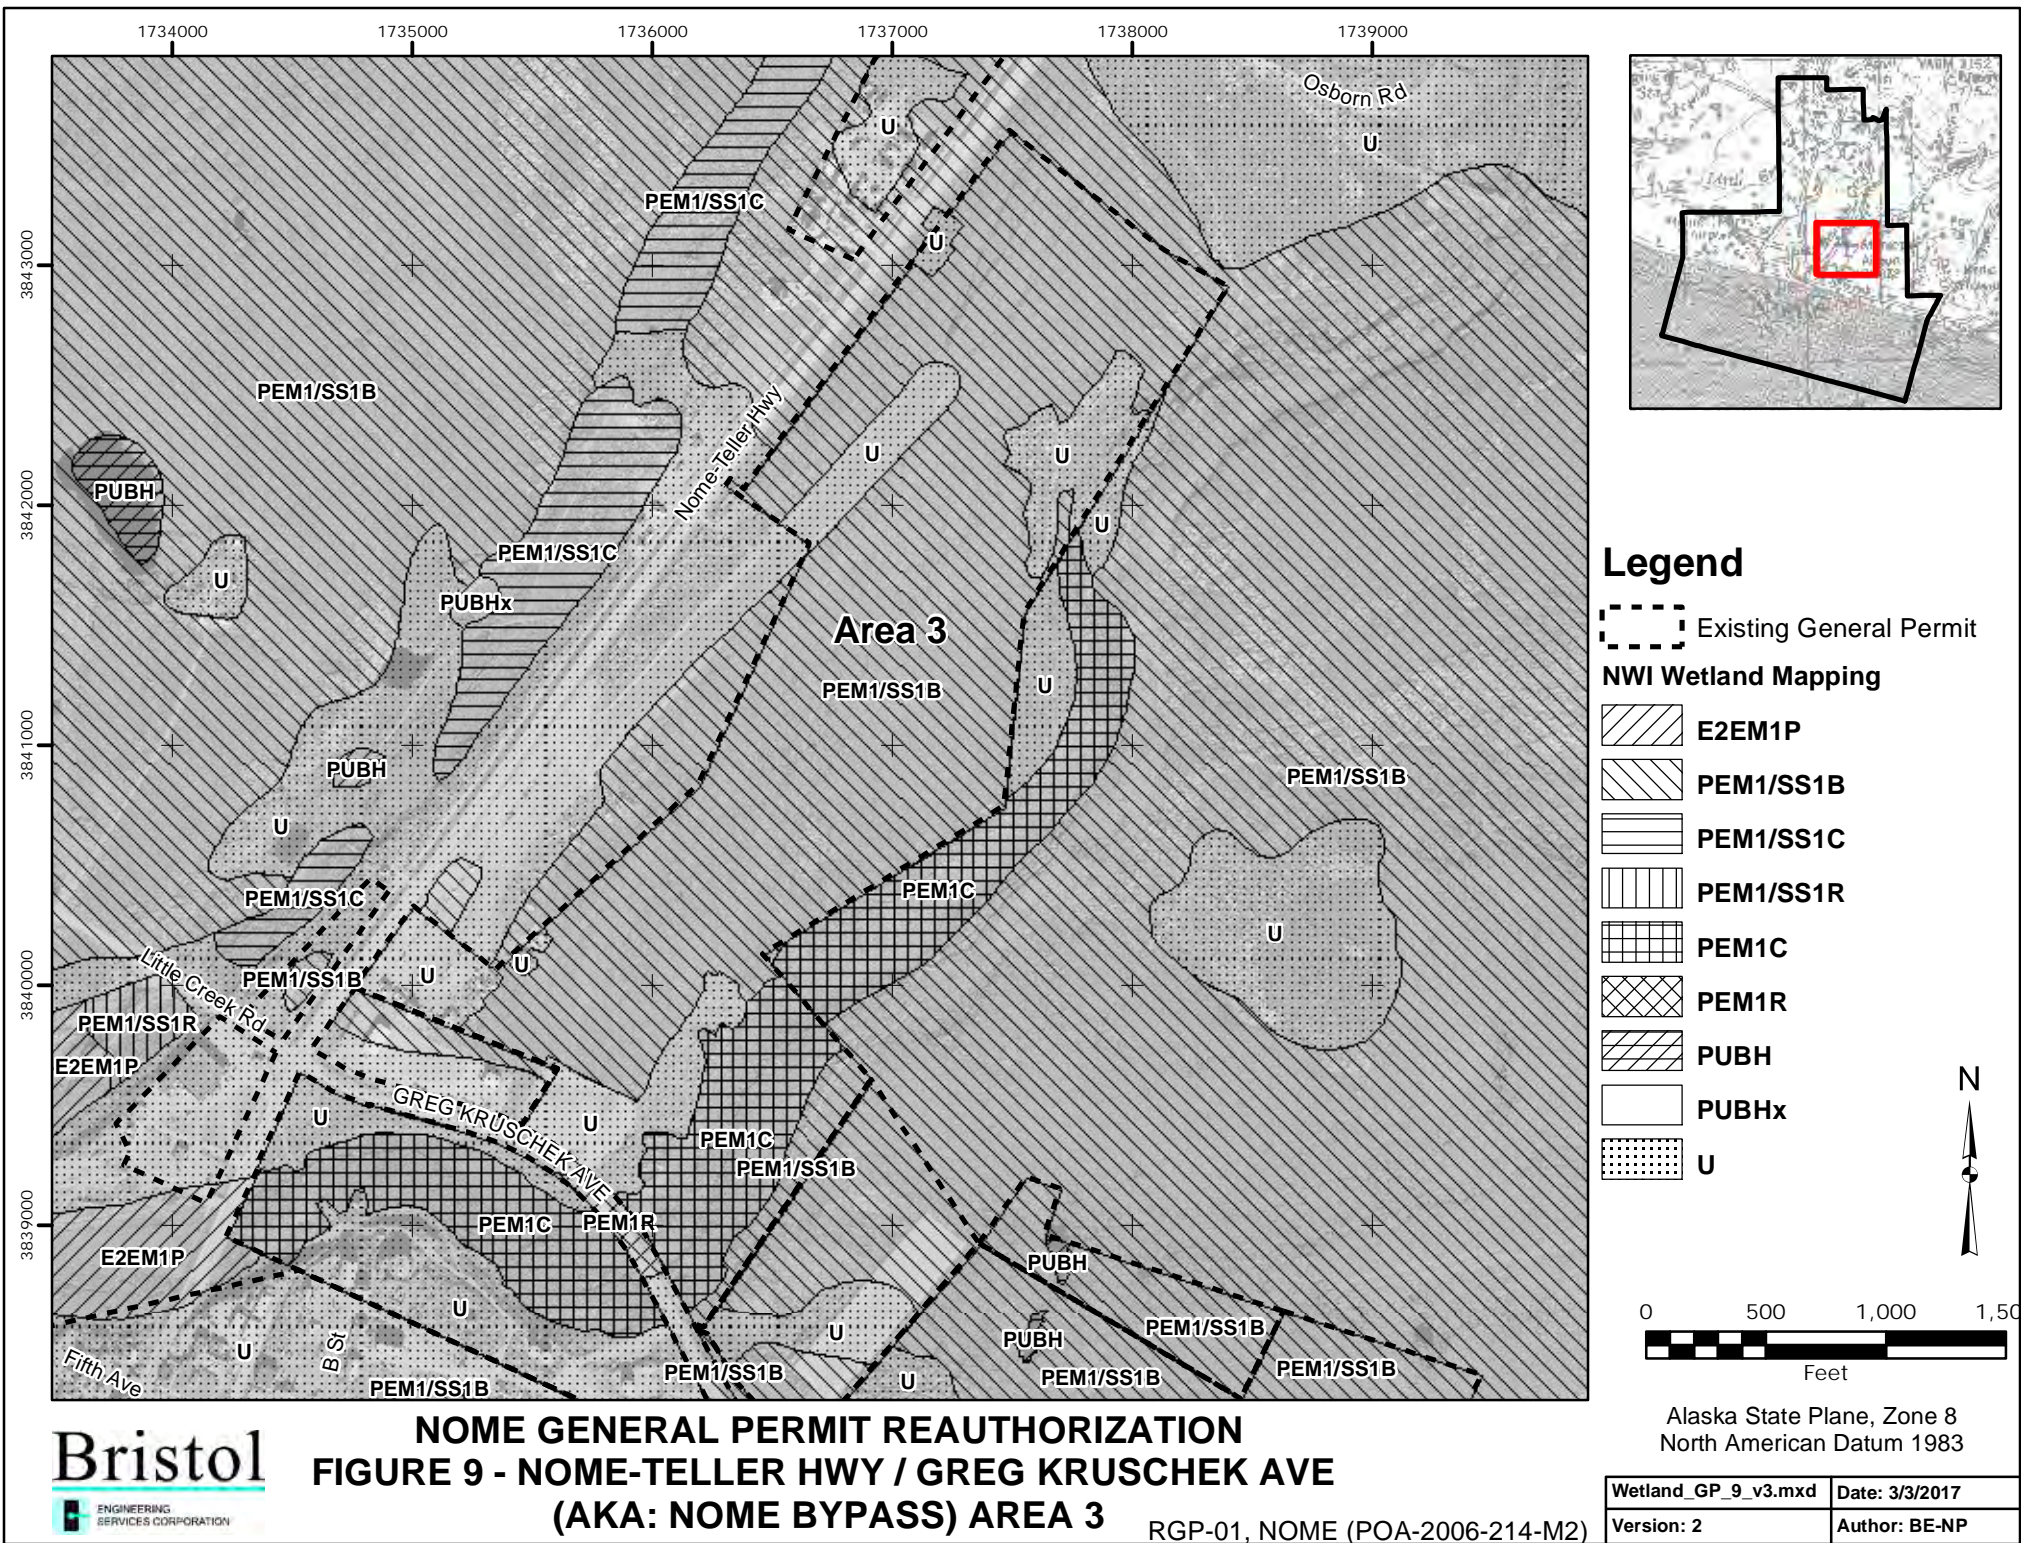 1734000 1735000 1736000 1737000 1738000 1739000
Osborn Rd
U
U
PEM1/SS1C
U
3843000
PEM1/SS1B
Nome-Teller Hwy
U
U
PUBH
3842000
U
PEM1/SS1C
U
PUBHx
Area 3
PEM1/SS1B
U
3841000
PUBH
PEM1/SS1B
U
PEM1/SS1C
PEM1C
U
Little Creek Rd
PEM1/SS1B
U
U
3840000
PEM1/SS1R
E2EM1P
GREG KRUSCHEK AVE
U
U
PEM1C
PEM1/SS1B
3839000
PEM1C
PEM1R
E2EM1P
PUBH
U
U
B St
U
PUBH
PEM1/SS1B
Fifth Ave
PEM1/SS1B
PEM1/SS1B
U
PEM1/SS1B
PEM1/SS1B
Legend
Existing General Permit
NWI Wetland Mapping
E2EM1P
PEM1/SS1B
PEM1/SS1C
PEM1/SS1R
PEM1C
PEM1R
PUBH
PUBHx
U
N
0 500 1,000 1,50
Feet
Alaska State Plane, Zone 8
North American Datum 1983
Bristol
ENGINEERING
SERVICES CORPORATION
NOME GENERAL PERMIT REAUTHORIZATION
FIGURE 9 - NOME-TELLER HWY / GREG KRUSCHEK AVE
(AKA: NOME BYPASS) AREA 3
RGP-01, NOME (POA-2006-214-M2)
Wetland_GP_9_v3.mxd Date: 3/3/2017
Version: 2 Author: BE-NP